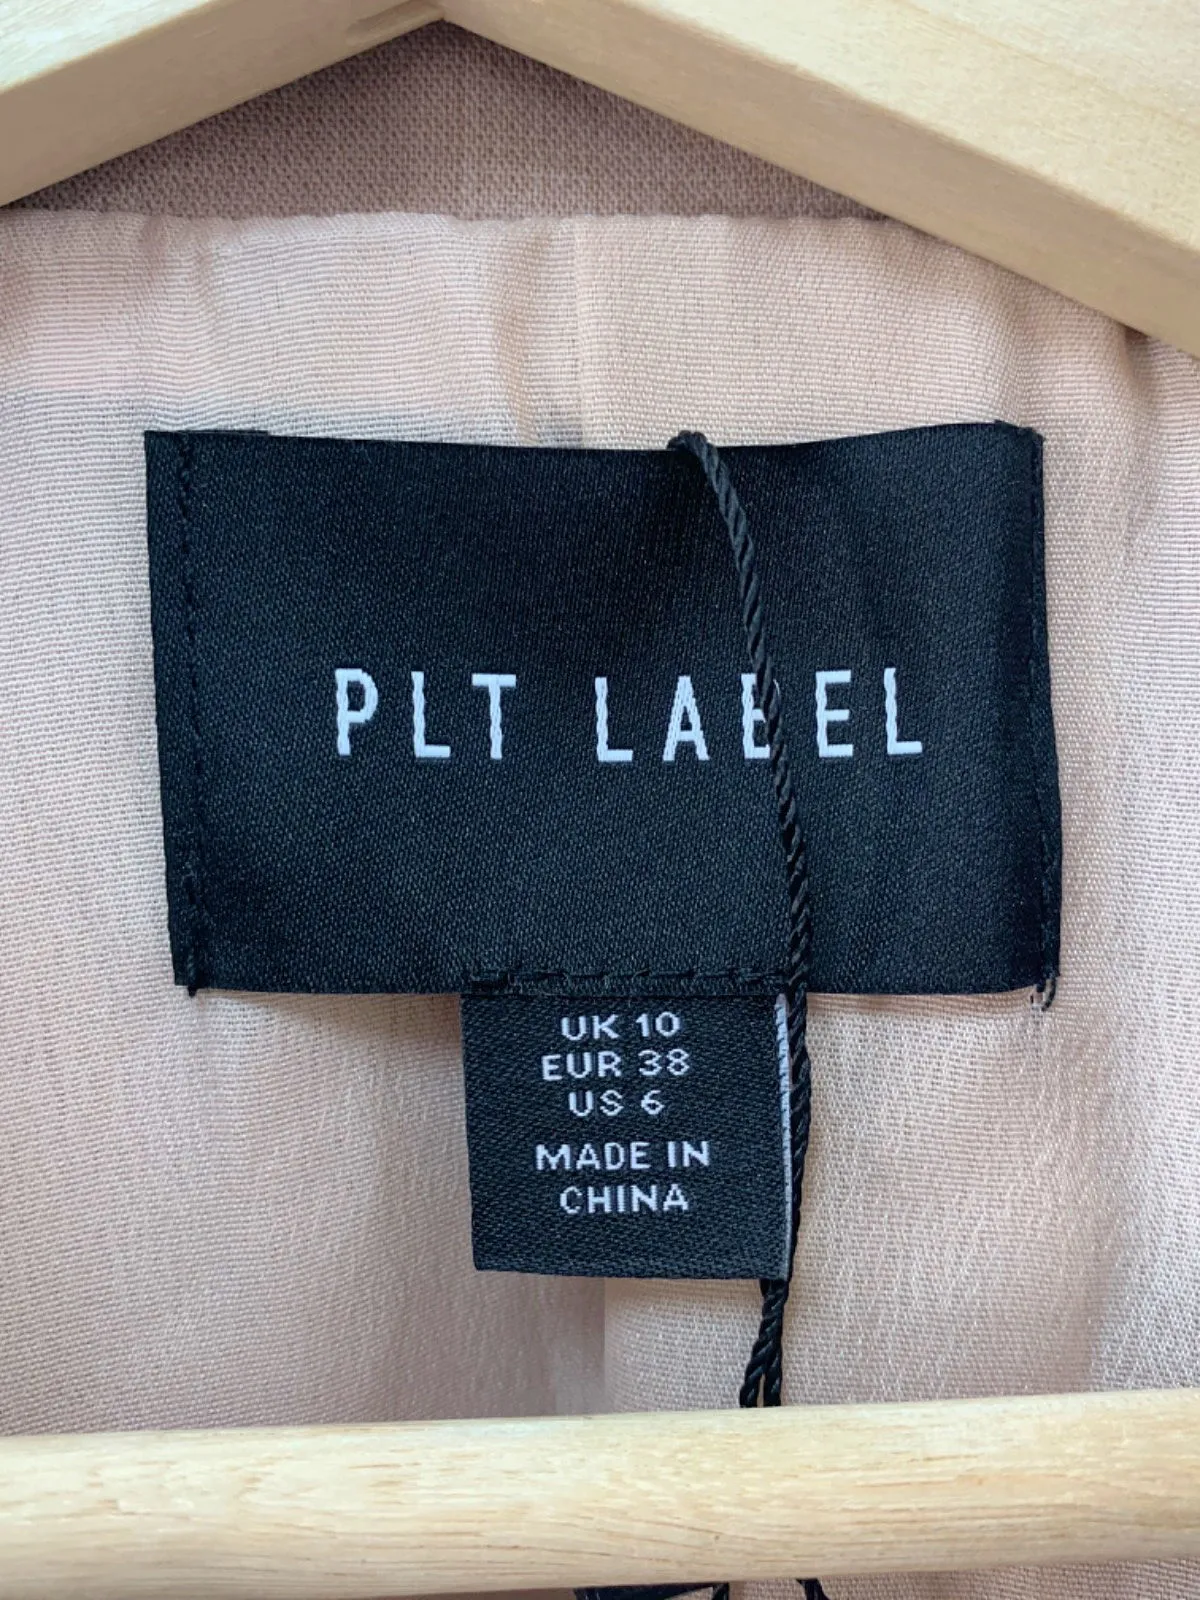 PLT LABEL
UK 10
EUR 38
US 6
MADE IN
CHINA